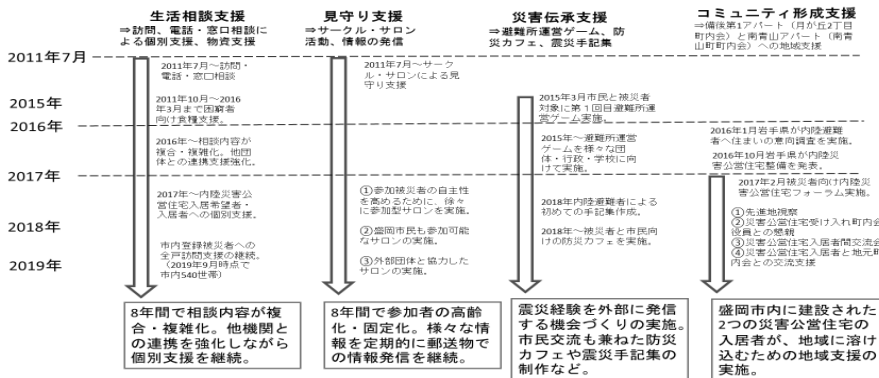 生活相談支援
⇒訪問、電話・窓口相談に
よる個別支援、物資支援
見守り支援
⇒サークル・サロン
活動、情報の発信
災害伝承支援
⇒避難所運営ゲーム、防
災カフェ、震災手記集
コミュニティ形成支援
⇒備後第1アパート（月が丘2丁目
町内会）と南青山アパート（南青
山町町内会）への地域支援
2011年7月
2011年7月～訪問・
電話・窓口相談
2011年7月～サーク
ル・サロンによる見
守り支援
2011年10月～2016
年3月まで困窮者
向け食糧支援。
2015年
2015年3月市民と被災者
対象に第1回目避難所運
営ゲーム実施。
2016年
2016年～相談内容が
複合・複雑化。他団
体との連携支援強化。
2015年～避難所運営
ゲームを様々な団
体・行政・学校に向
けて実施。
2016年1月岩手県が内陸避難
者へ住まいの意向調査を実施。
2016年10月岩手県が内陸災
害公営住宅整備を発表。
2017年
2017年～内陸災害公
営住宅入居希望者・
入居者への個別支援。
①参加被災者の自主性
を高めるために、徐々
に参加型サロンを実施。
②盛岡市民も参加可能
なサロンの実施。
③外部団体と協力した
サロンの実施。
2018年内陸避難者による
初めての手記集作成。
2018年～被災者と市民向
けの防災カフェを実施。
2017年2月被災者向け内陸災
害公営住宅フォーラム実施。
①先進地視察
②災害公営住宅受け入れ町内会
役員との懇親
③災害公営住宅入居者間交流会
④災害公営住宅入居者と地元町
内会との交流支援
2018年
市内登録被災者への
全戸訪問支援の継続。
（2019年9月時点で
市内540世帯）
2019年
8年間で相談内容が複
合・複雑化。他機関と
の連携を強化しながら
個別支援を継続。
8年間で参加者の高齢
化・固定化。様々な情報
を定期的に郵送物で
の情報発信を継続。
震災経験を外部に発信
する機会づくりの実施。
市民交流も兼ねた防災
カフェや震災手記集の
制作など。
盛岡市内に建設された
2つの災害公営住宅の
入居者が、地域に溶け
込むための地域支援の
実施。